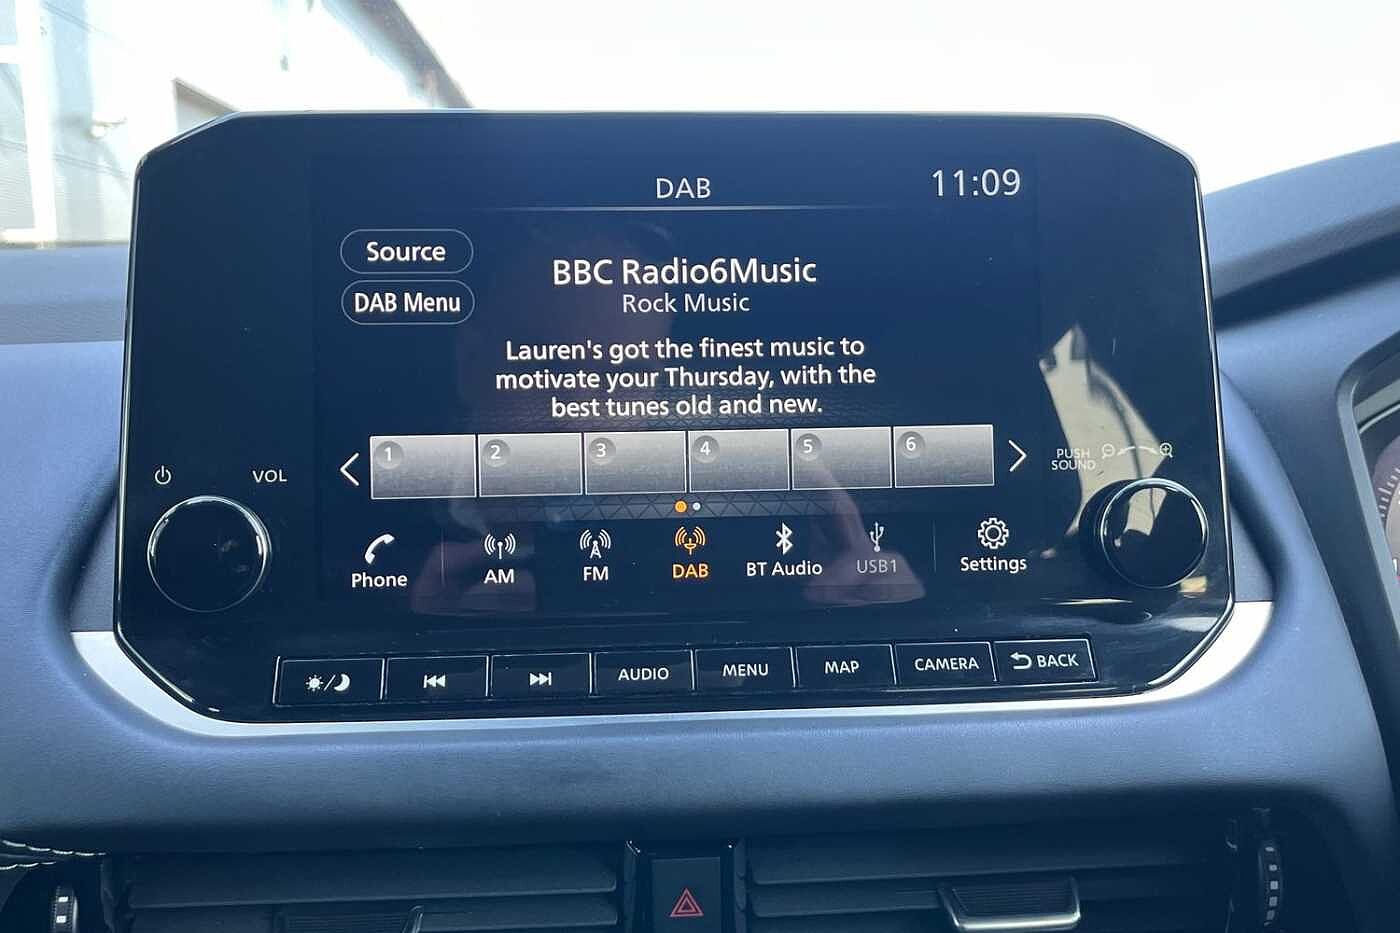 DAB
11:09
Source
DAB Menu
BBC Radio6Music
Rock Music
Lauren's got the finest music to
motivate your Thursday, with the
best tunes old and new.
1 2 3 4 5 6
VOL
PUSH
SOUND
Phone AM FM DAB BT Audio USB1 Settings
AUDIO MENU MAP CAMERA BACK